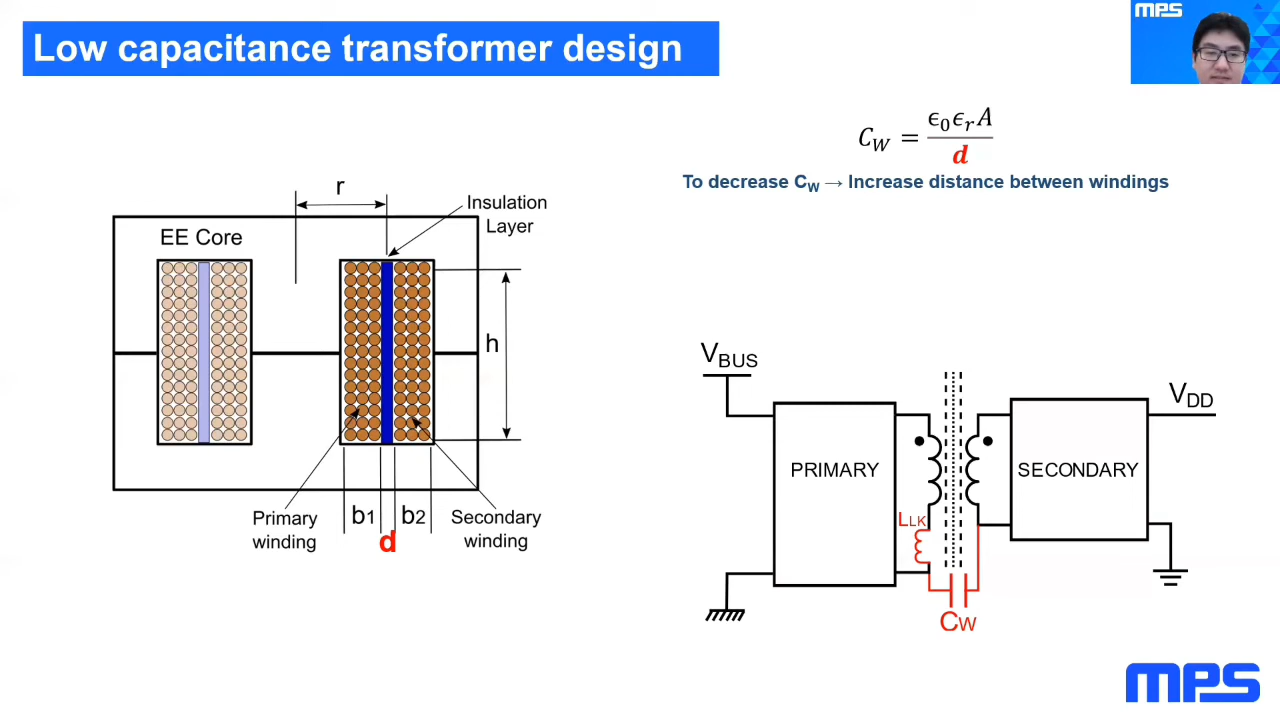 Low capacitance transformer design
mps
C_W = ϵ₀ϵᵣA / d
To decrease C_W → Increase distance between windings
r
Insulation
Layer
EE Core
h
Primary
winding
b1
d
b2
Secondary
winding
V_BUS
V_DD
PRIMARY
SECONDARY
L_LK
C_W
mps